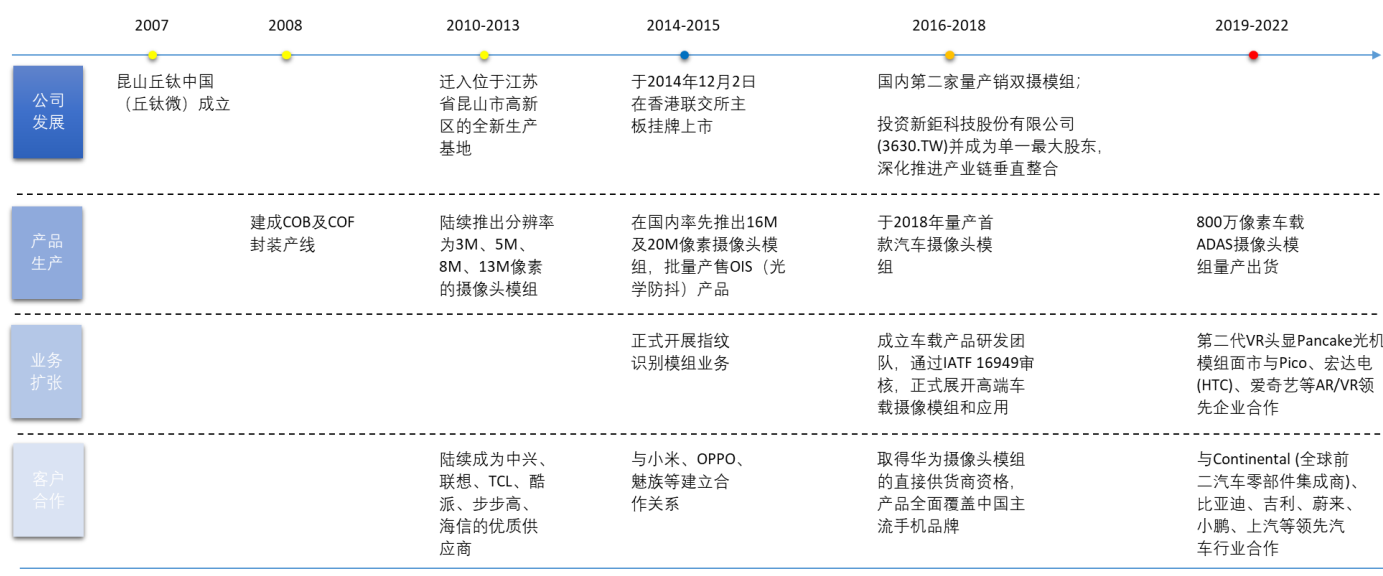 2007
2008
2010-2013
2014-2015
2016-2018
2019-2022
公司
发展
昆山丘钛中国
（丘钛微）成立
迁入位于江苏
省昆山市高新
区的全新生产
基地
于2014年12月2日
在香港联交所主
板挂牌上市
国内第二家量产销双摄模组；
投资新鉅科技股份有限公司
(3630.TW)并成为单一最大股东，
深化推进产业链垂直整合
产品
生产
建成COB及COF
封装产线
陆续推出分辨率
为3M、5M、
8M、13M像素
的摄像头模组
在国内率先推出16M
及20M像素摄像头模
组，批量产售OIS（光
学防抖）产品
于2018年量产首
款汽车摄像头模
组
800万像素车载
ADAS摄像头模
组量产出货
业务
扩张
正式开展指纹
识别模组业务
成立车载产品研发团
队，通过IATF 16949审
核，正式展开高端车
载摄像模组和应用
第二代VR头显Pancake光机
模组面市与Pico、宏达电
(HTC)、爱奇艺等AR/VR领
先企业合作
客户
合作
陆续成为中兴、
联想、TCL、酷
派、步步高、
海信的优质供
应商
与小米、OPPO、
魅族等建立合
作关系
取得华为摄像头模组
的直接供货商资格，
产品全面覆盖中国主
流手机品牌
与Continental (全球前
二汽车零部件集成商)、
比亚迪、吉利、蔚来、
小鹏、上汽等领先汽
车行业合作